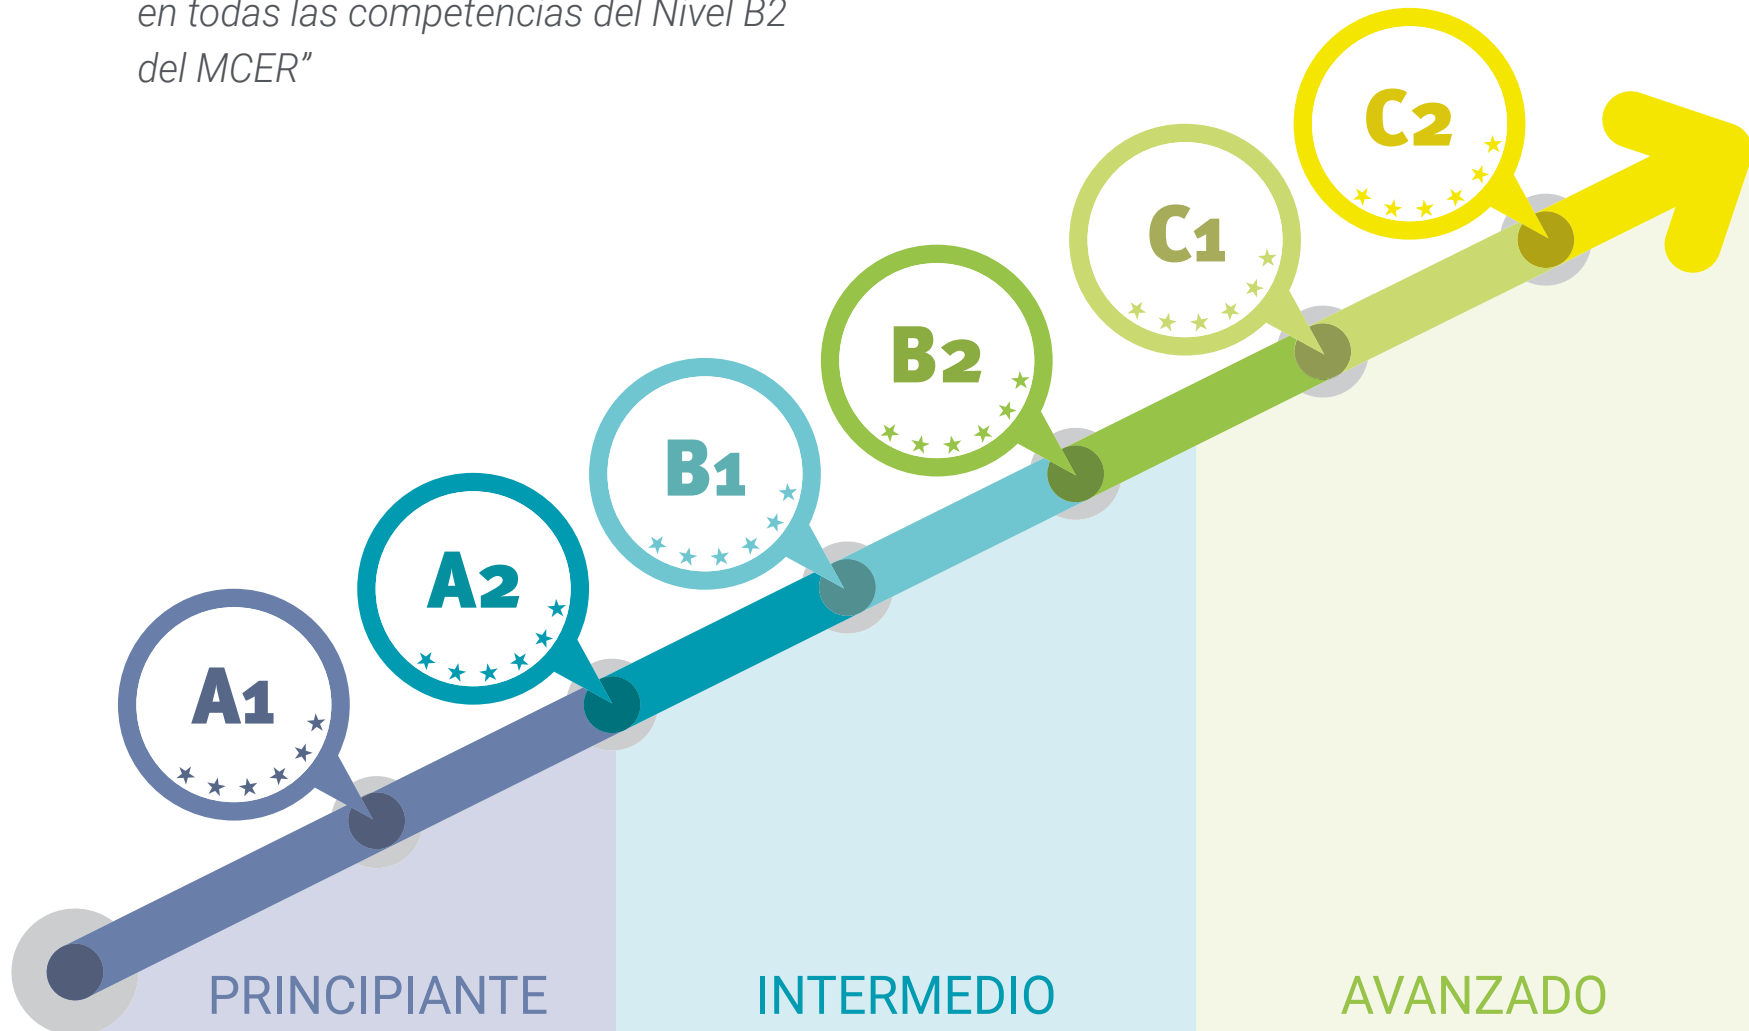 en todas las competencias del Nivel B2
del MCER”
C2
C1
B2
B1
A2
A1
PRINCIPIANTE
INTERMEDIO
AVANZADO